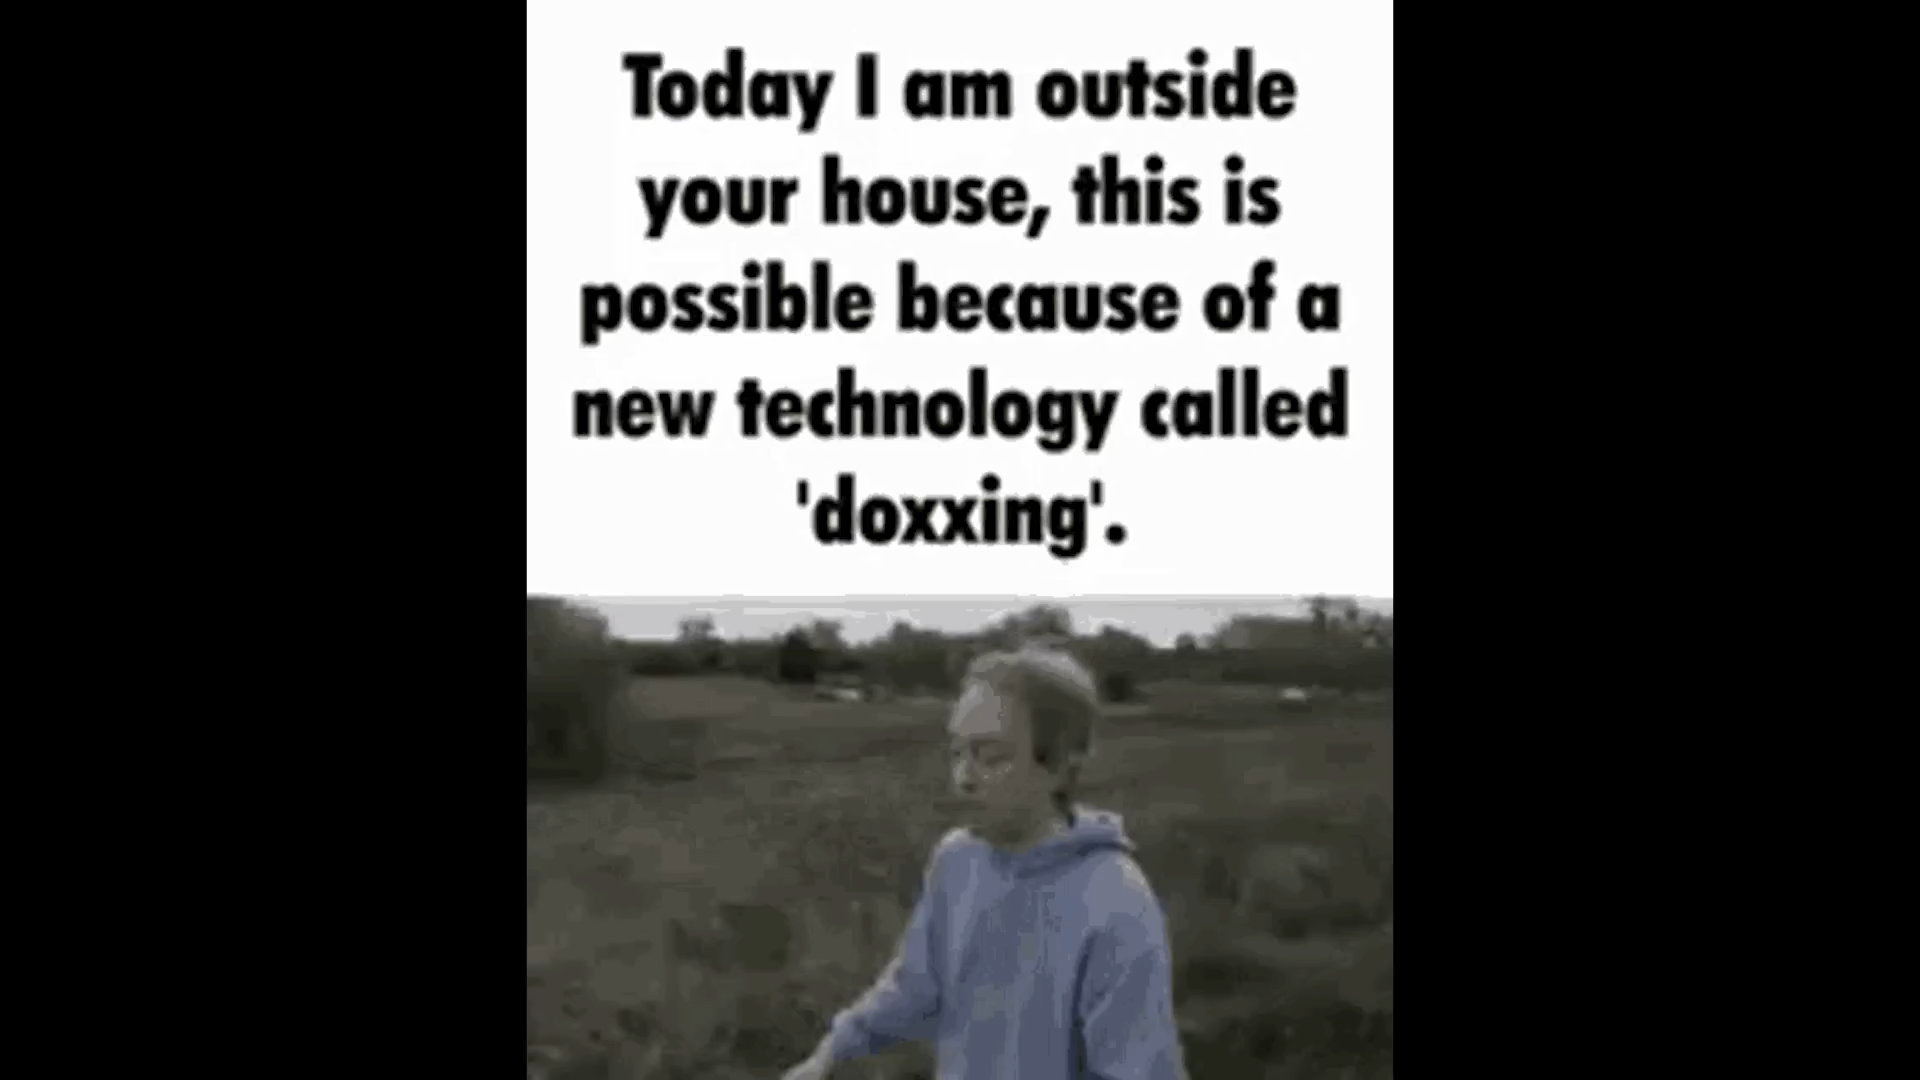 Today I am outside
your house, this is
possible because of a
new technology called
'doxxing'.